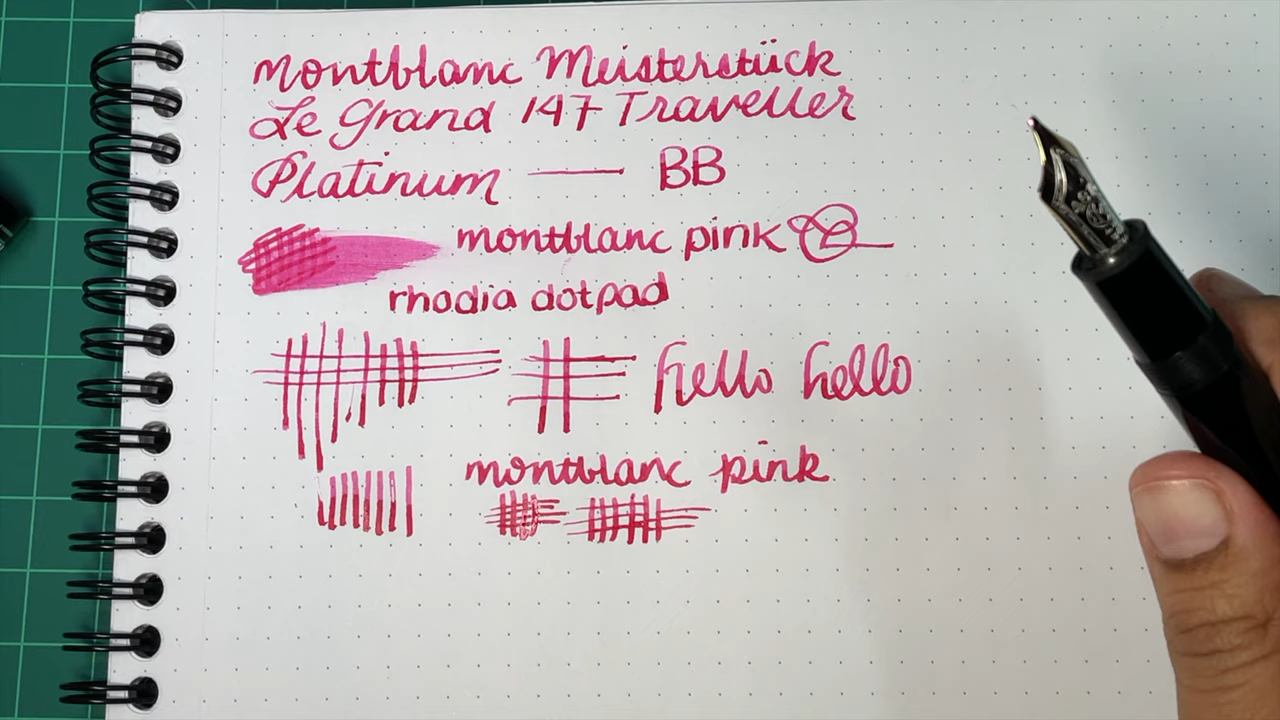 montblanc Meisterstück
Le Grand 147 Traveller
Platinum — BB
montblanc pink
rhodia dotpad
hello hello
montblanc pink